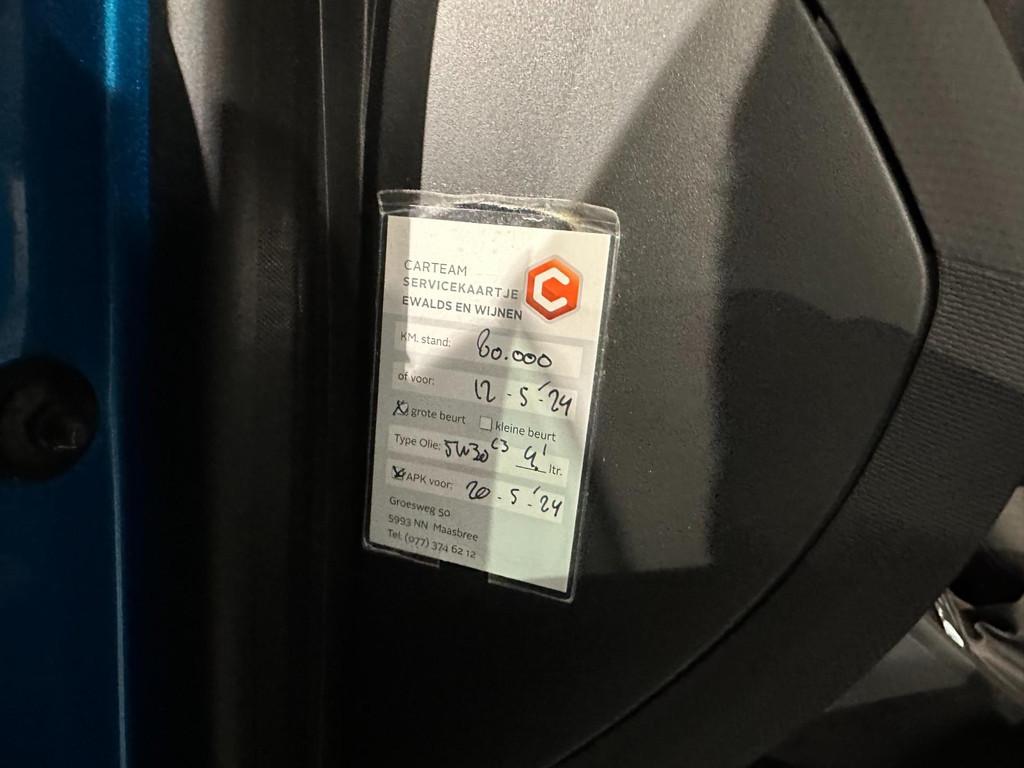 CARTEAM
SERVICEKAARTJE
EWALDS EN WIJNEN
C
KM. stand: 80.000
of voor: 12-5-'24
grote beurt kleine beurt
Type Olie: 5W30 C3 ltr.
APK voor: 20-5-'24
Groesweg 50
5993 NN Maasbree
Tel: (077) 374 62 12